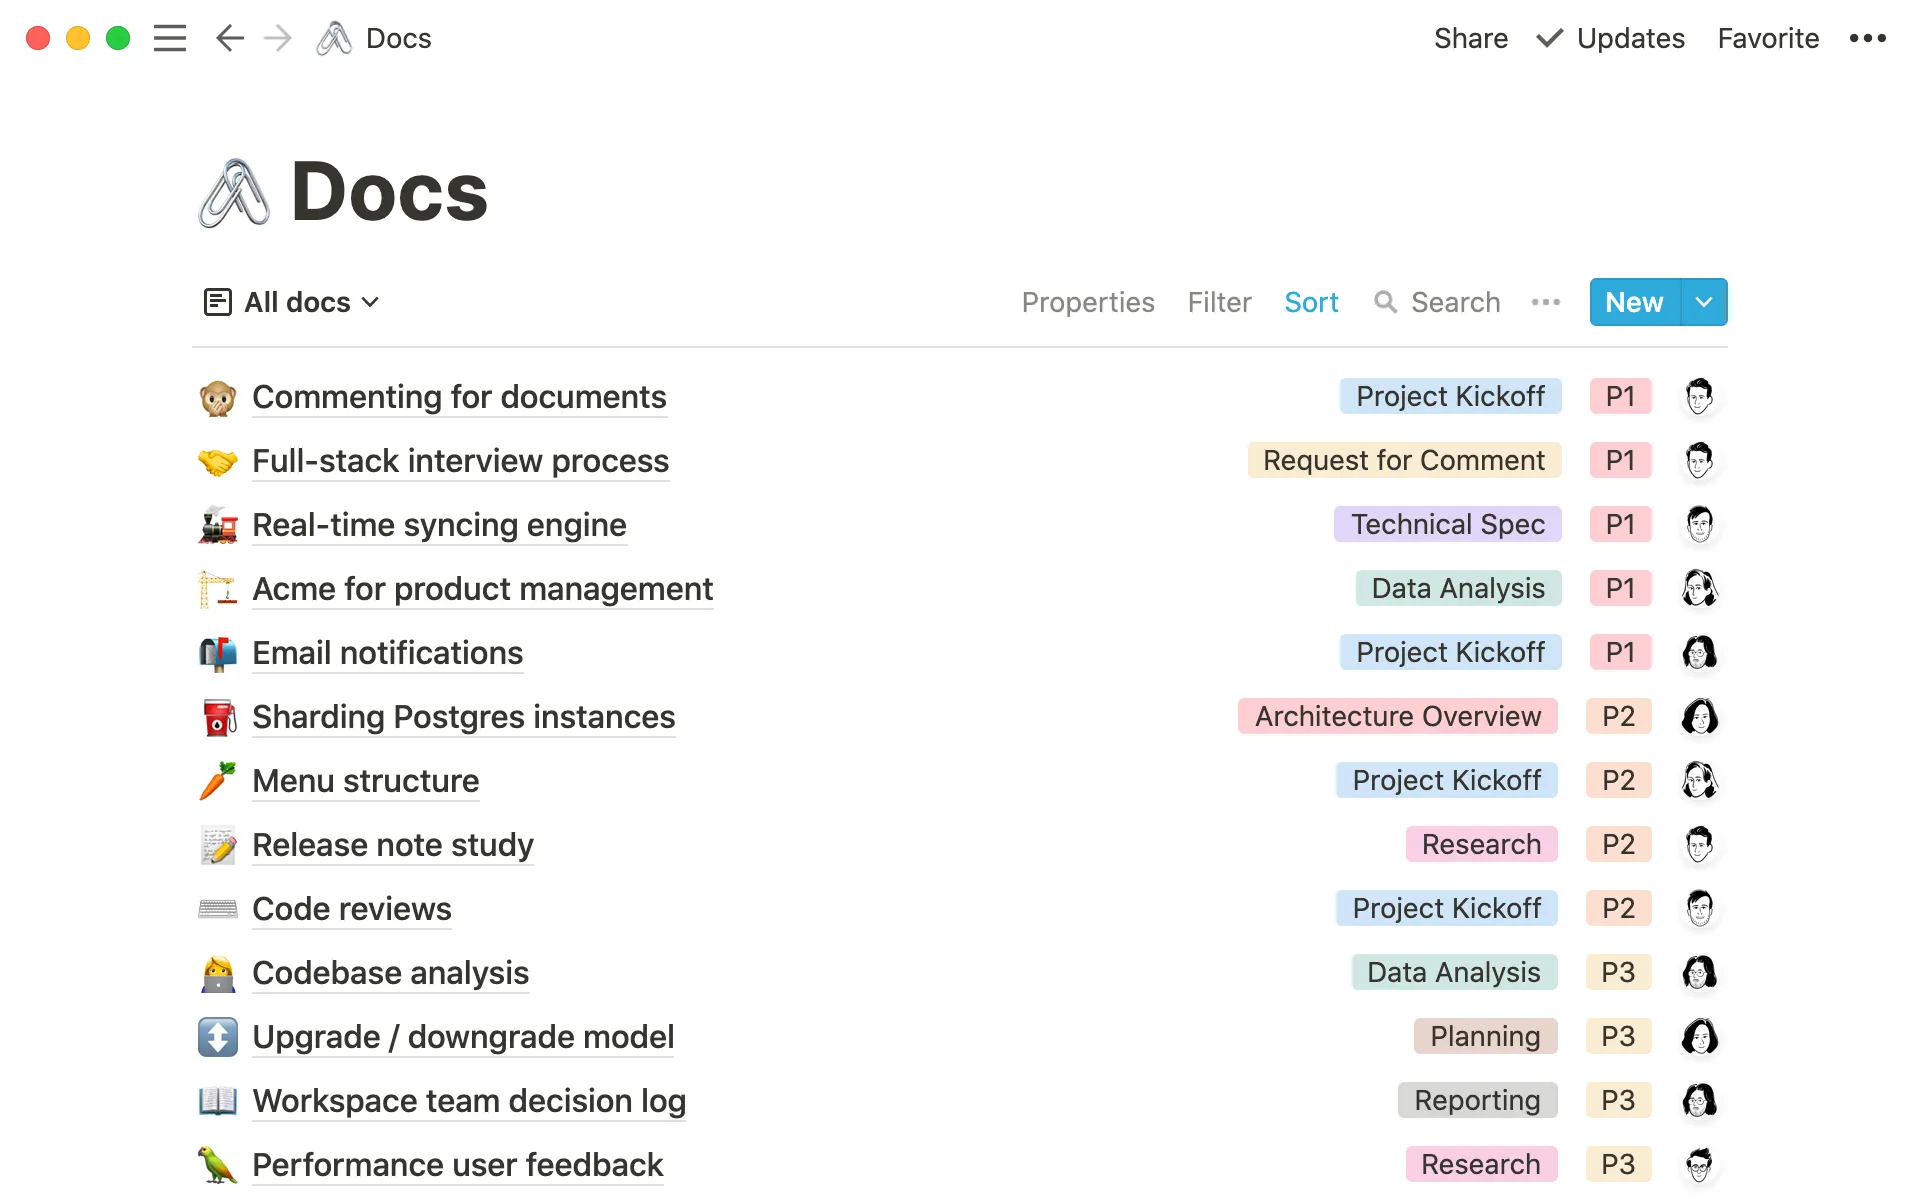 Docs Share Updates Favorite
Docs
All docs Properties Filter Sort Search New
Commenting for documents Project Kickoff P1
Full-stack interview process Request for Comment P1
Real-time syncing engine Technical Spec P1
Acme for product management Data Analysis P1
Email notifications Project Kickoff P1
Sharding Postgres instances Architecture Overview P2
Menu structure Project Kickoff P2
Release note study Research P2
Code reviews Project Kickoff P2
Codebase analysis Data Analysis P3
Upgrade / downgrade model Planning P3
Workspace team decision log Reporting P3
Performance user feedback Research P3